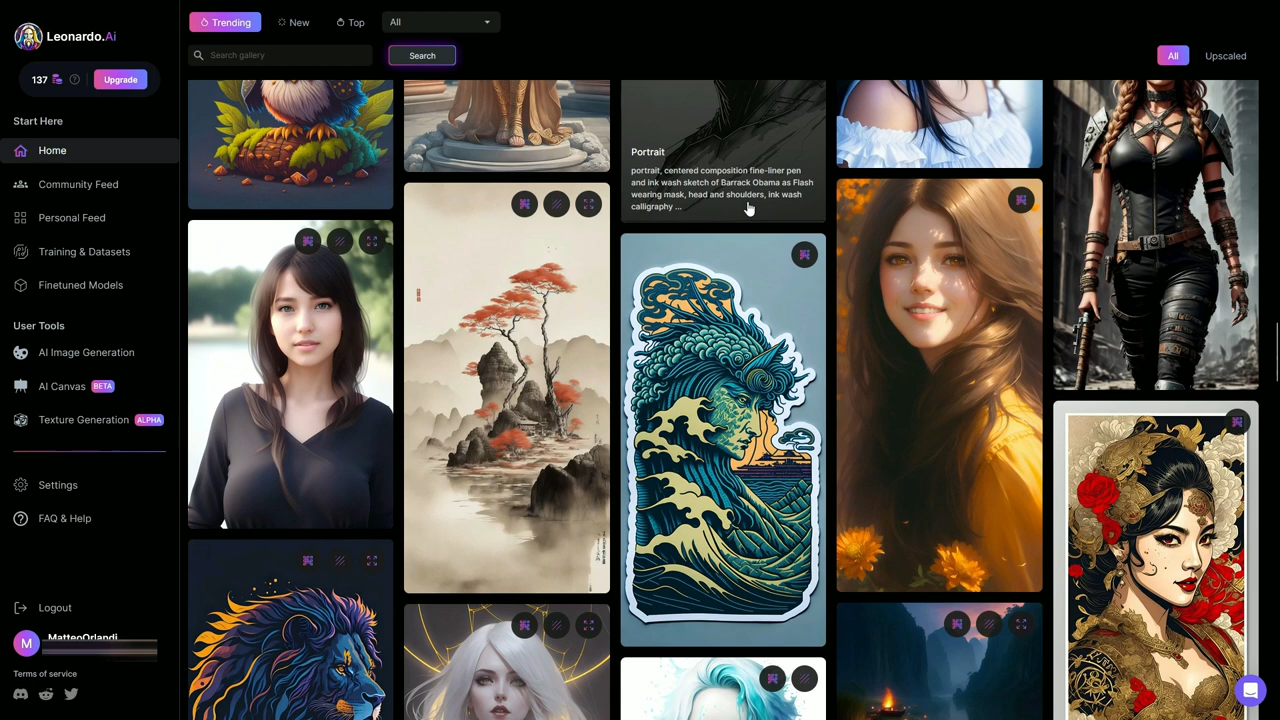 Leonardo.Ai
137
Upgrade
Start Here
Home
Community Feed
Personal Feed
Training & Datasets
Finetuned Models
User Tools
AI Image Generation
AI Canvas BETA
Texture Generation ALPHA
Settings
FAQ & Help
Logout
M
MatteoOrlandi
Terms of service
Trending
New
Top
All
Search gallery
Search
All
Upscaled
Portrait
portrait, centered composition fine-liner pen
and ink wash sketch of Barrack Obama as Flash
wearing mask, head and shoulders, ink wash
calligraphy ...